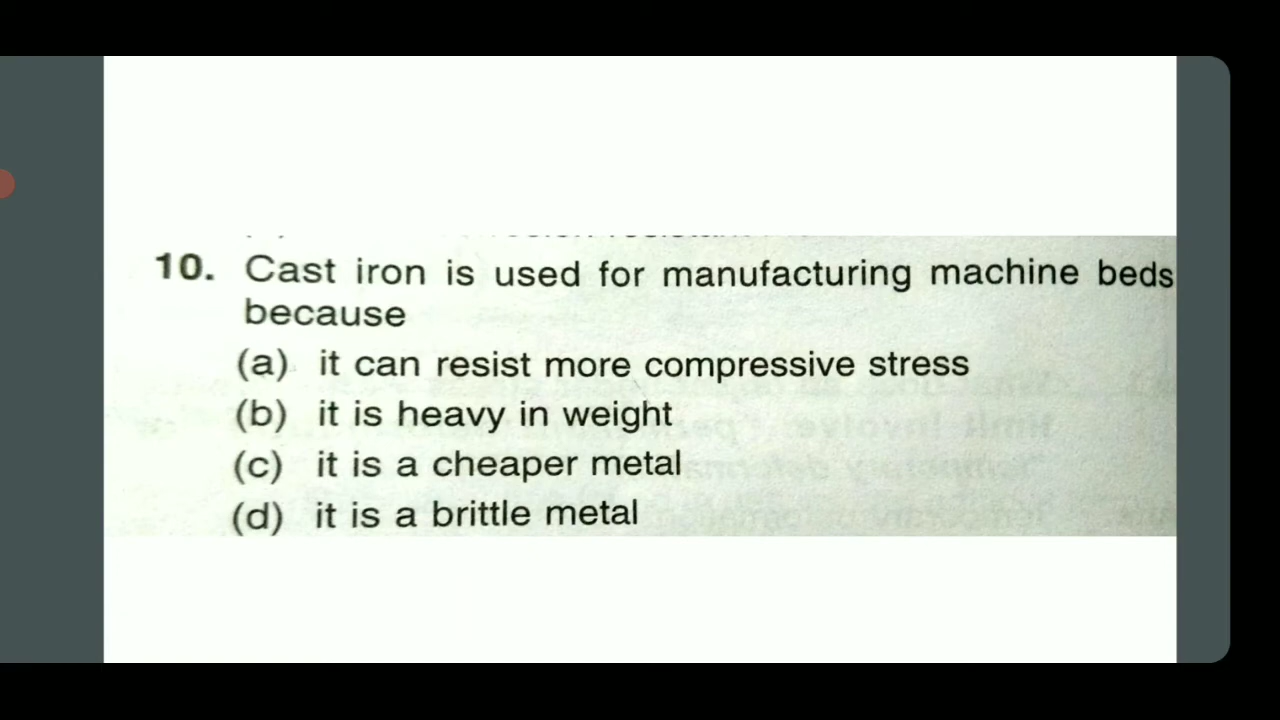 10. Cast iron is used for manufacturing machine beds
because
(a) it can resist more compressive stress
(b) it is heavy in weight
(c) it is a cheaper metal
(d) it is a brittle metal